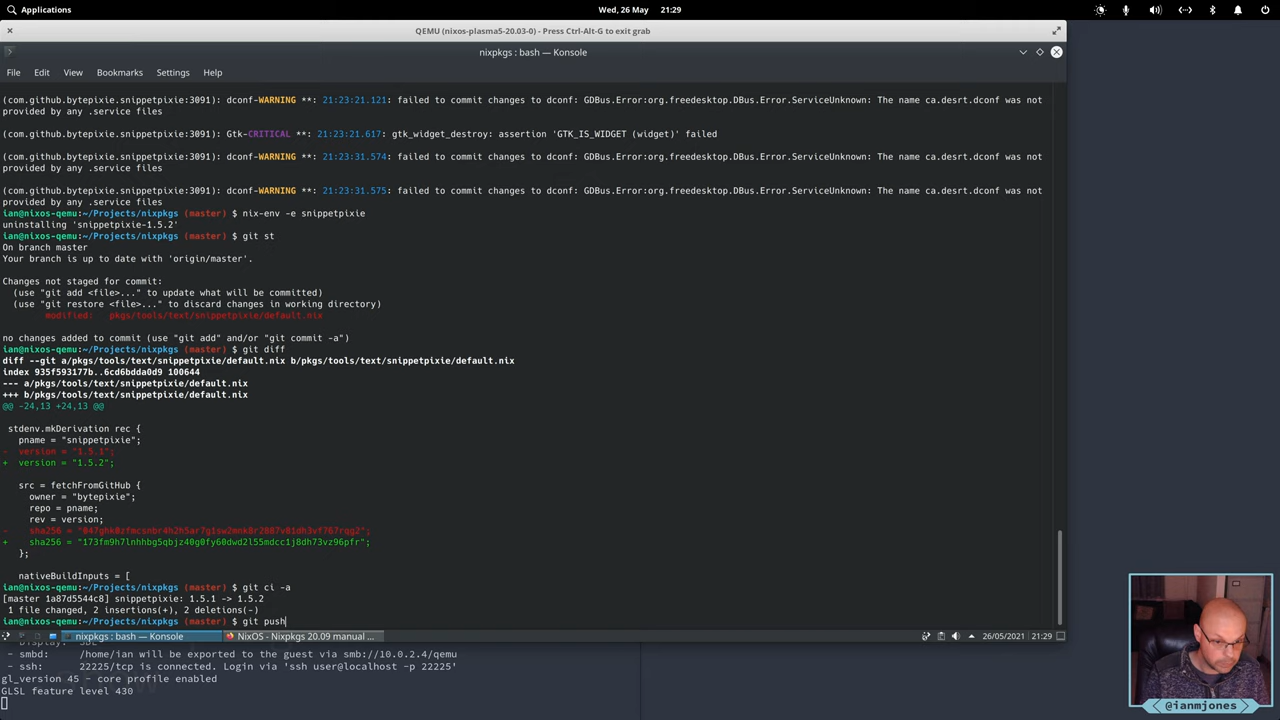 Applications
Wed, 26 May
21:29
QEMU (nixos-plasma5-20.03-0) - Press Ctrl-Alt-G to exit grab
nixpkgs : bash — Konsole
File Edit View Bookmarks Settings Help
(com.github.bytepixie.snippetpixie:3091): dconf-WARNING **: 21:23:21.121: failed to commit changes to dconf: GDBus.Error:org.freedesktop.DBus.Error.ServiceUnknown: The name ca.desrt.dconf was not
provided by any .service files
(com.github.bytepixie.snippetpixie:3091): Gtk-CRITICAL **: 21:23:21.617: gtk_widget_destroy: assertion 'GTK_IS_WIDGET (widget)' failed
(com.github.bytepixie.snippetpixie:3091): dconf-WARNING **: 21:23:31.574: failed to commit changes to dconf: GDBus.Error:org.freedesktop.DBus.Error.ServiceUnknown: The name ca.desrt.dconf was not
provided by any .service files
(com.github.bytepixie.snippetpixie:3091): dconf-WARNING **: 21:23:31.575: failed to commit changes to dconf: GDBus.Error:org.freedesktop.DBus.Error.ServiceUnknown: The name ca.desrt.dconf was not
provided by any .service files
ian@nixos-qemu:~/Projects/nixpkgs (master) $ nix-env -e snippetpixie
uninstalling 'snippetpixie-1.5.2'
ian@nixos-qemu:~/Projects/nixpkgs (master) $ git st
On branch master
Your branch is up to date with 'origin/master'.
Changes not staged for commit:
(use "git add <file>..." to update what will be committed)
(use "git restore <file>..." to discard changes in working directory)
modified: pkgs/tools/text/snippetpixie/default.nix
no changes added to commit (use "git add" and/or "git commit -a")
ian@nixos-qemu:~/Projects/nixpkgs (master) $ git diff
diff --git a/pkgs/tools/text/snippetpixie/default.nix b/pkgs/tools/text/snippetpixie/default.nix
index 935f593177b..6cd6bdda0d9 100644
--- a/pkgs/tools/text/snippetpixie/default.nix
+++ b/pkgs/tools/text/snippetpixie/default.nix
@@ -24,13 +24,13 @@
stdenv.mkDerivation rec {
pname = "snippetpixie";
- version = "1.5.1";
+ version = "1.5.2";
src = fetchFromGitHub {
owner = "bytepixie";
repo = pname;
rev = version;
- sha256 =
+ sha256 = "173fm9h7lnhhbg5qbjz40g0fy60dwd2l55mdcc1j8dh73vz96pfr";
};
nativeBuildInputs = [
ian@nixos-qemu:~/Projects/nixpkgs (master) $ git ci -a
[master 1a87d5544c8] snippetpixie: 1.5.1 -> 1.5.2
1 file changed, 2 insertions(+), 2 deletions(-)
ian@nixos-qemu:~/Projects/nixpkgs (master) $ git push
nixpkgs : bash — Konsole
NixOS - Nixpkgs 20.09 manual ...
26/05/2021
21:29
- smbd: /home/ian will be exported to the guest via smb://10.0.2.4/qemu
- ssh: 22225/tcp is connected. Login via 'ssh user@localhost -p 22225'
gl_version 45 - core profile enabled
GLSL feature level 430
@ianmjones